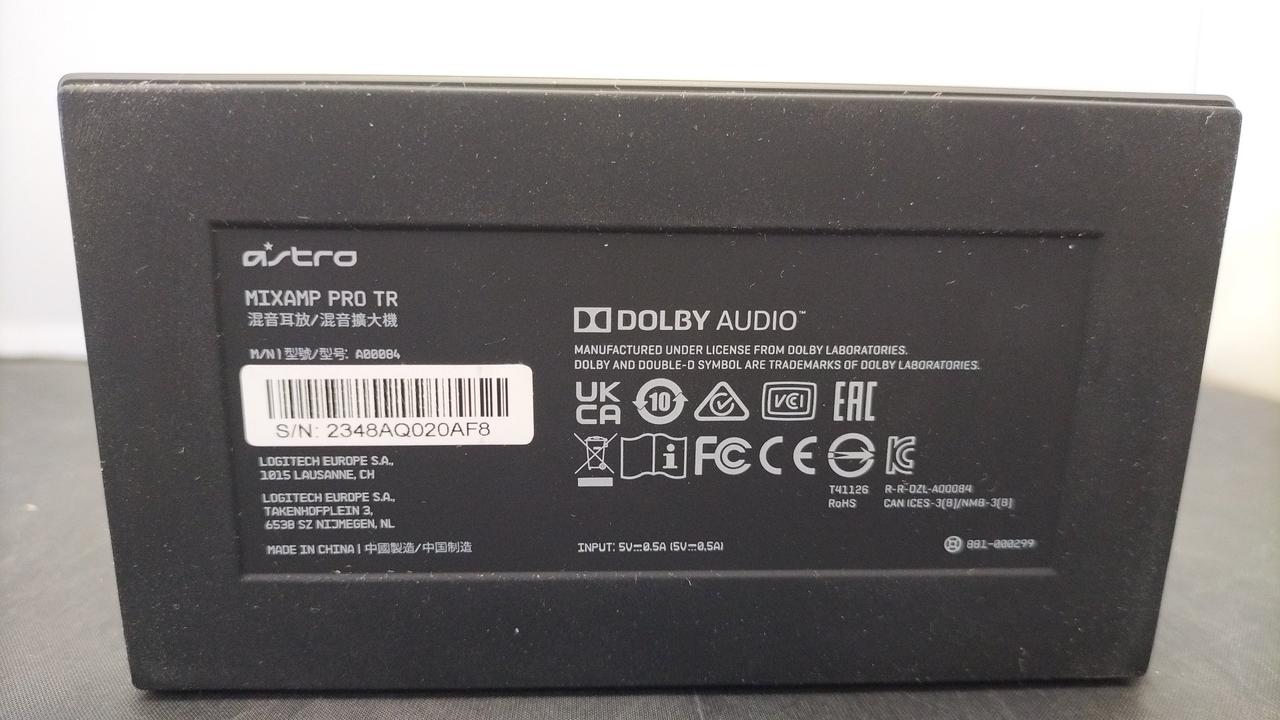 astro
MIXAMP PRO TR
混音耳放/混音擴大機
M/N | 型號/型号: A00084
S/N: 2348AQ020AF8
LOGITECH EUROPE S.A.,
1015 LAUSANNE, CH
LOGITECH EUROPE S.A.,
TAKENHOFPLEIN 3,
6538 SZ NIJMEGEN, NL
MADE IN CHINA | 中國製造/中国制造
DOLBY AUDIO™
MANUFACTURED UNDER LICENSE FROM DOLBY LABORATORIES.
DOLBY AND DOUBLE-D SYMBOL ARE TRADEMARKS OF DOLBY LABORATORIES.
UK CA 10 VCI EAC
i FC CE KC
T41126 R-R-DZL-A00084
RoHS CAN ICES-3(B)/NMB-3(B)
INPUT: 5V⎓0.5A (5V⎓0.5A)
881-000299